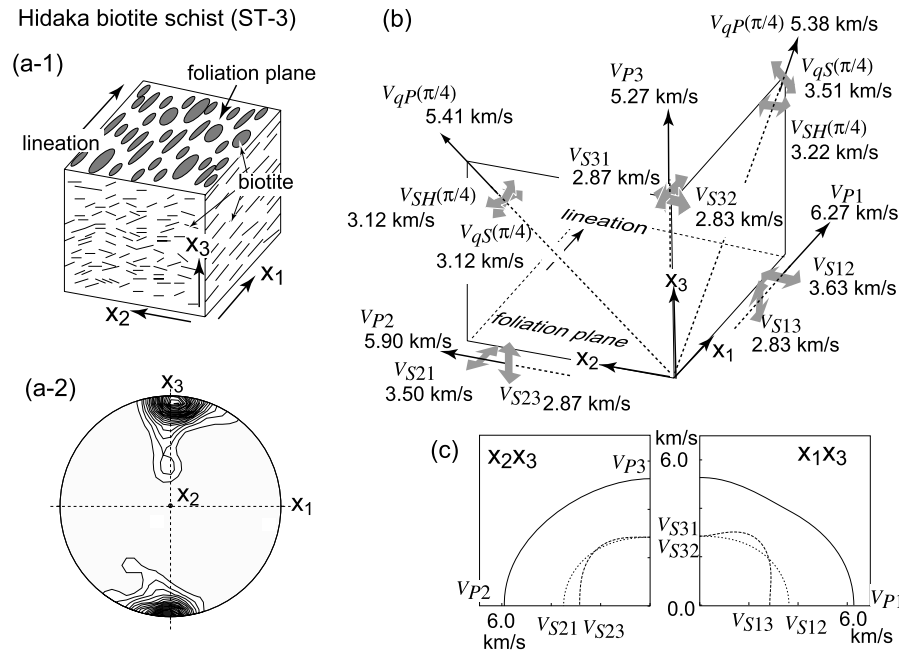 Hidaka biotite schist (ST-3)
(a-1)
foliation plane
lineation
biotite
X3
X1
X2
(a-2)
X3
X2
X1
(b)
VqP(π/4)
5.38 km/s
VqS(π/4)
3.51 km/s
VSH(π/4)
3.22 km/s
VP3
5.27 km/s
VqP(π/4)
5.41 km/s
VS31
2.87 km/s
VS32
2.83 km/s
VP1
6.27 km/s
VSH(π/4)
3.12 km/s
VqS(π/4)
3.12 km/s
lineation
VS12
3.63 km/s
VS13
2.83 km/s
X3
X1
X2
foliation plane
VP2
5.90 km/s
VS21
3.50 km/s
VS23 2.87 km/s
(c)
X2X3
km/s
6.0
X1X3
VP3
VS31
VS32
VP2
0.0
VP1
6.0
km/s
VS21
VS23
VS13
VS12
6.0
km/s